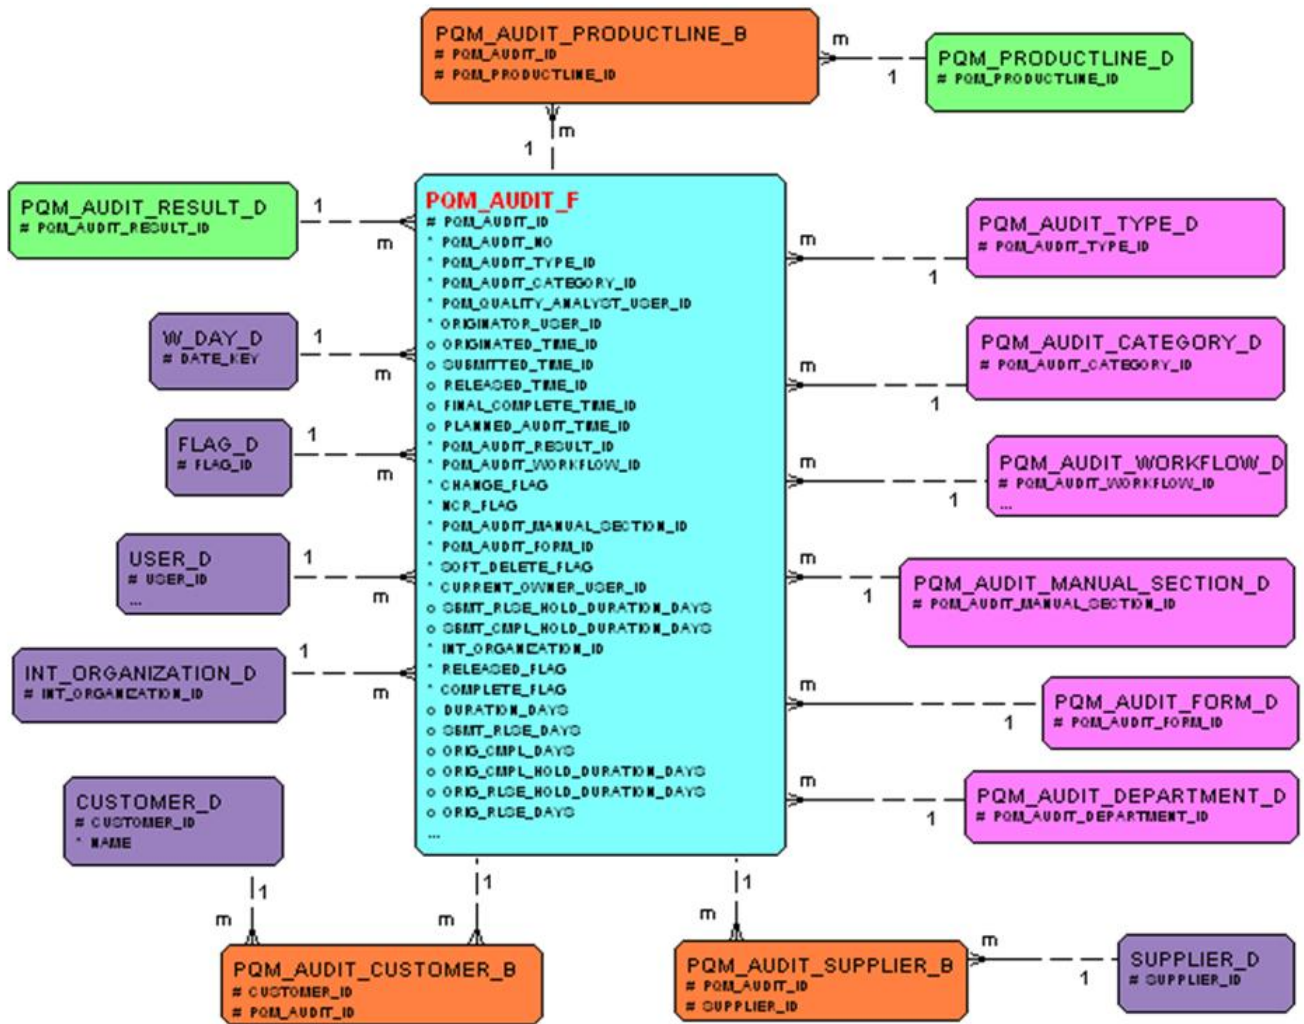 PQM_AUDIT_PRODUCTLINE_B
# PQM_AUDIT_ID
# PQM_PRODUCTLINE_ID
m
1
PQM_PRODUCTLINE_D
# PQM_PRODUCTLINE_ID
m
1
PQM_AUDIT_RESULT_D
# PQM_AUDIT_RESULT_ID
1
m
W_DAY_D
# DATE_KEY
1
m
FLAG_D
# FLAG_ID
1
m
USER_D
# USER_ID
...
1
m
INT_ORGANIZATION_D
# INT_ORGANIZATION_ID
1
m
CUSTOMER_D
# CUSTOMER_ID
* NAME
1
m
PQM_AUDIT_F
# PQM_AUDIT_ID
* PQM_AUDIT_NO
* PQM_AUDIT_TYPE_ID
* PQM_AUDIT_CATEGORY_ID
* PQM_QUALITY_ANALYST_USER_ID
* ORIGINATOR_USER_ID
o ORIGINATED_TIME_ID
o SUBMITTED_TIME_ID
o RELEASED_TIME_ID
o FINAL_COMPLETE_TIME_ID
o PLANNED_AUDIT_TIME_ID
* PQM_AUDIT_RESULT_ID
* PQM_AUDIT_WORKFLOW_ID
* CHANGE_FLAG
* NCR_FLAG
* PQM_AUDIT_MANUAL_SECTION_ID
* PQM_AUDIT_FORM_ID
* SOFT_DELETE_FLAG
* CURRENT_OWNER_USER_ID
o SBMT_RLSE_HOLD_DURATION_DAYS
o SBMT_CMPL_HOLD_DURATION_DAYS
* INT_ORGANIZATION_ID
* RELEASED_FLAG
* COMPLETE_FLAG
o DURATION_DAYS
o SBMT_RLSE_DAYS
o ORIG_CMPL_DAYS
o ORIG_CMPL_HOLD_DURATION_DAYS
o ORIG_RLSE_HOLD_DURATION_DAYS
o ORIG_RLSE_DAYS
...
m
1
PQM_AUDIT_TYPE_D
# PQM_AUDIT_TYPE_ID
m
1
PQM_AUDIT_CATEGORY_D
# PQM_AUDIT_CATEGORY_ID
m
1
PQM_AUDIT_WORKFLOW_D
# PQM_AUDIT_WORKFLOW_ID
...
m
1
PQM_AUDIT_MANUAL_SECTION_D
# PQM_AUDIT_MANUAL_SECTION_ID
m
1
PQM_AUDIT_FORM_D
# PQM_AUDIT_FORM_ID
m
1
PQM_AUDIT_DEPARTMENT_D
# PQM_AUDIT_DEPARTMENT_ID
1
m
PQM_AUDIT_CUSTOMER_B
# CUSTOMER_ID
# PQM_AUDIT_ID
1
m
PQM_AUDIT_SUPPLIER_B
# PQM_AUDIT_ID
# SUPPLIER_ID
m
1
SUPPLIER_D
# SUPPLIER_ID